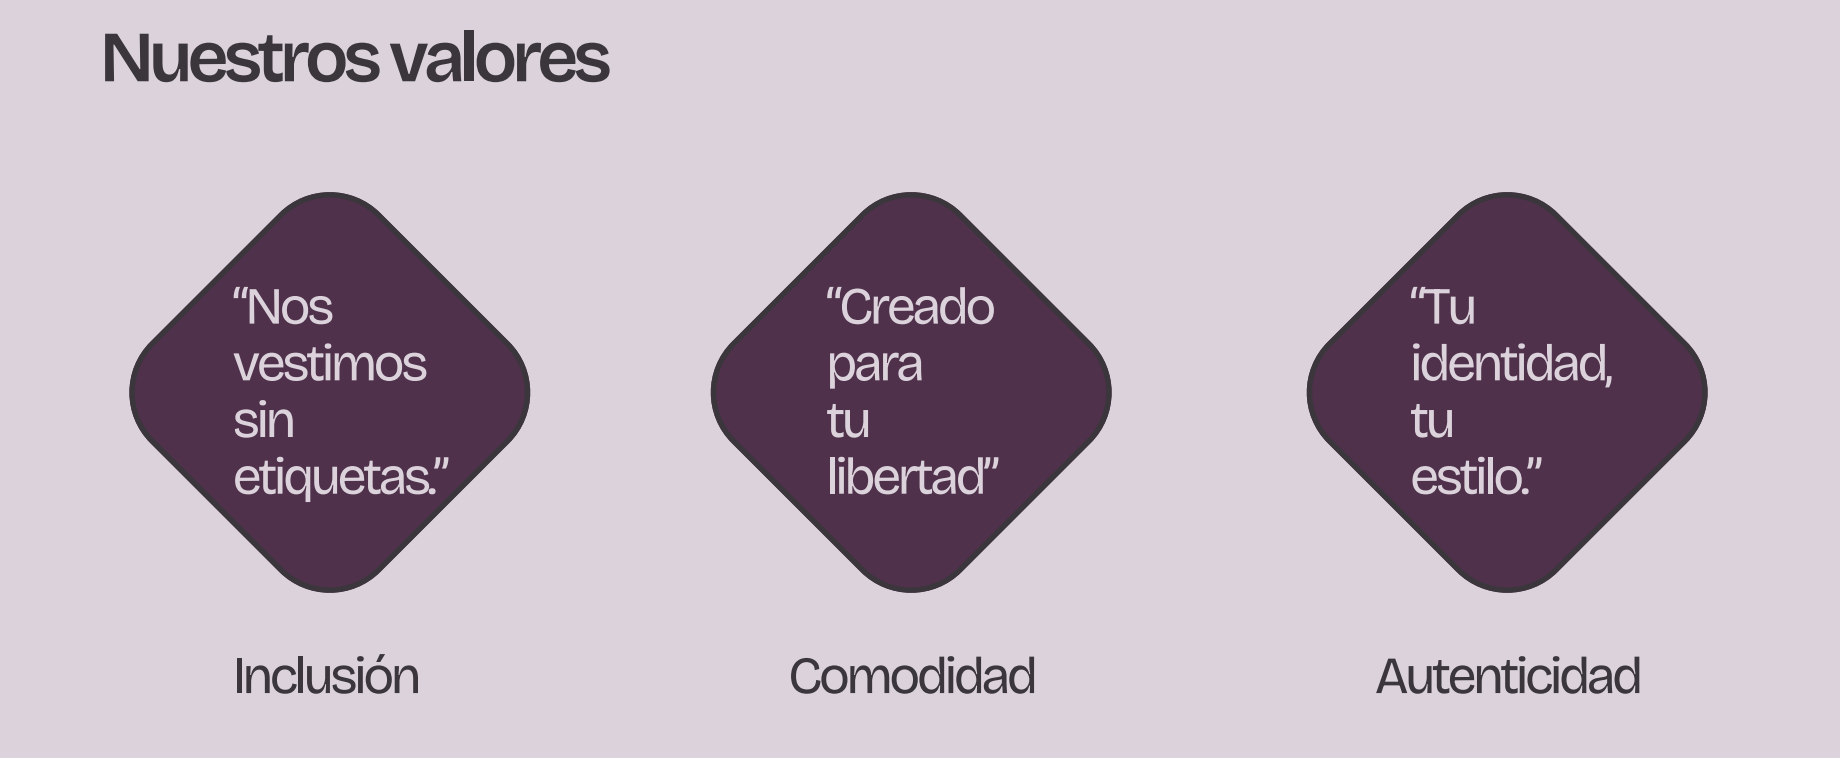 Nuestros valores
“Nos
vestimos
sin
etiquetas.”
“Creado
para
tu
libertad”
“Tu
identidad,
tu
estilo.”
Inclusión
Comodidad
Autenticidad